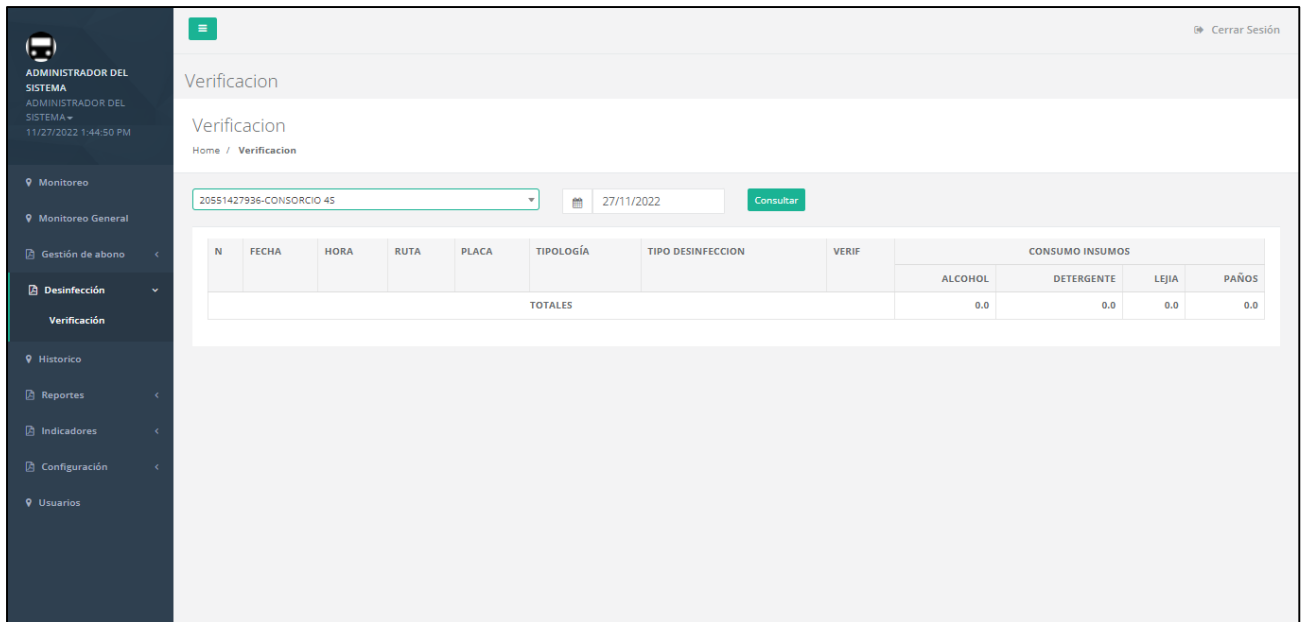 Cerrar Sesión
ADMINISTRADOR DEL
SISTEMA
ADMINISTRADOR DEL
SISTEMA
11/27/2022 1:44:50 PM
Monitoreo
Monitoreo General
Gestión de abono
Desinfección
Verificación
Historico
Reportes
Indicadores
Configuración
Usuarios
Verificacion
Verificacion
Home / Verificacion
20551427936-CONSORCIO 4S 27/11/2022 Consultar
N FECHA HORA RUTA PLACA TIPOLOGÍA TIPO DESINFECCION VERIF CONSUMO INSUMOS
ALCOHOL DETERGENTE LEJIA PAÑOS
TOTALES 0.0 0.0 0.0 0.0